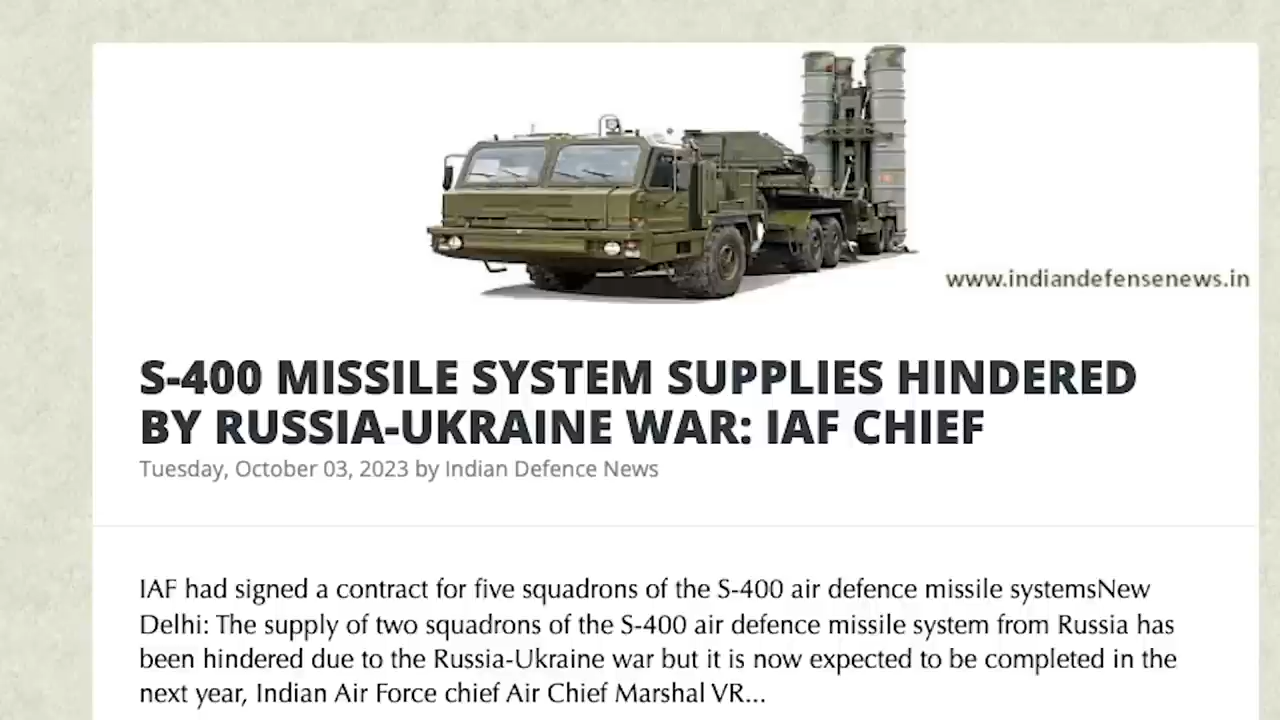 www.indiandefensenews.in
S-400 MISSILE SYSTEM SUPPLIES HINDERED
BY RUSSIA-UKRAINE WAR: IAF CHIEF
Tuesday, October 03, 2023 by Indian Defence News
IAF had signed a contract for five squadrons of the S-400 air defence missile systemsNew
Delhi: The supply of two squadrons of the S-400 air defence missile system from Russia has
been hindered due to the Russia-Ukraine war but it is now expected to be completed in the
next year, Indian Air Force chief Air Chief Marshal VR...